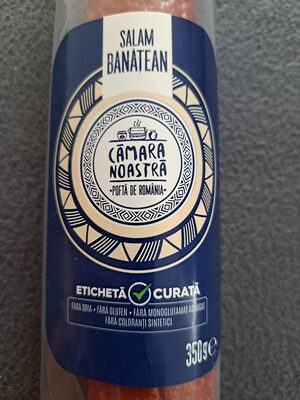 SALAM
BĂNĂȚEAN
CĂMARA
NOASTRĂ
•POFTĂ DE ROMÂNIA•
ETICHETĂ CURATĂ
FĂRĂ SOIA • FĂRĂ GLUTEN • FĂRĂ MONOGLUTAMAT ADĂUGAT
FĂRĂ COLORANȚI SINTETICI
350g℮